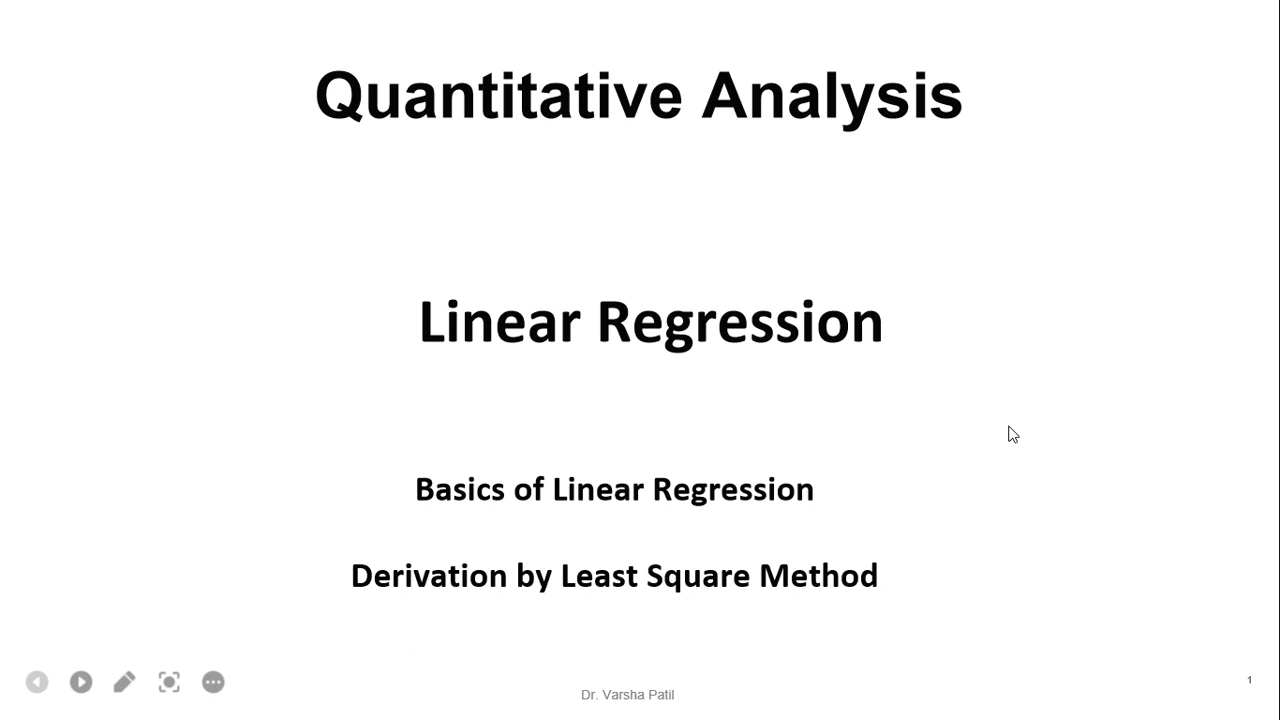 Quantitative Analysis
Linear Regression
Basics of Linear Regression
Derivation by Least Square Method
Dr. Varsha Patil
1